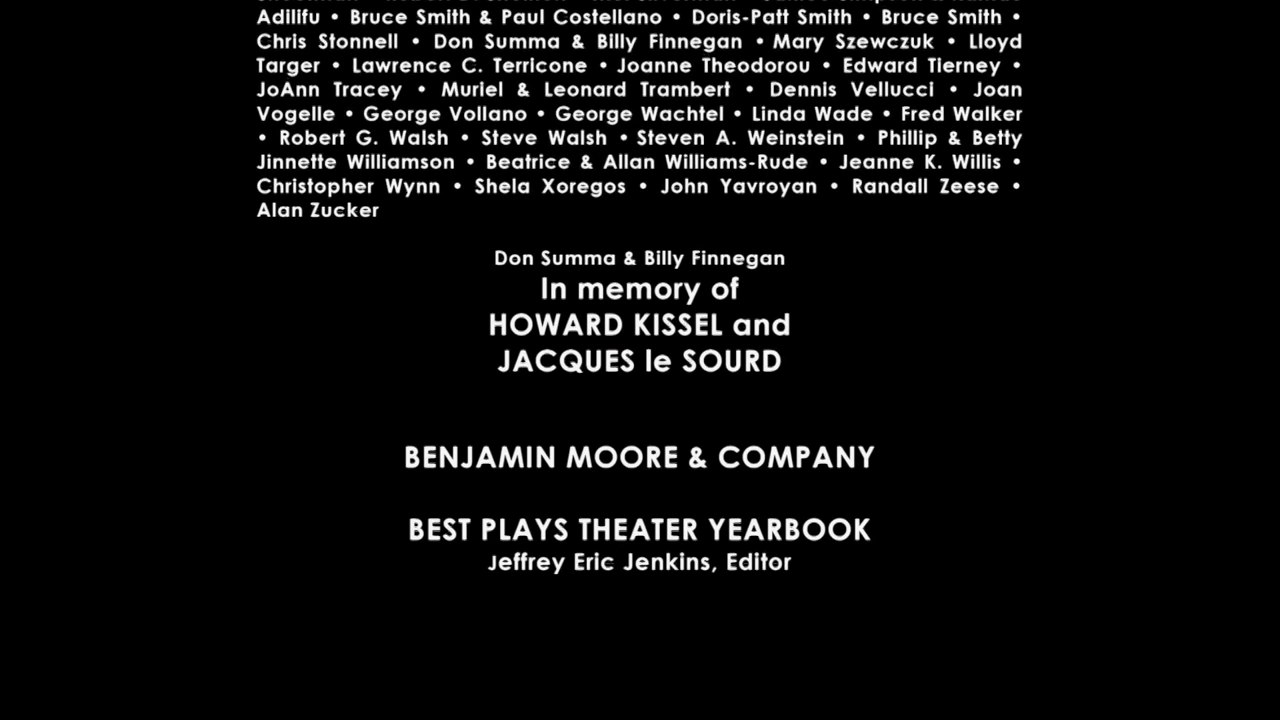 Adilifu • Bruce Smith & Paul Costellano • Doris-Patt Smith • Bruce Smith •
Chris Stonnell • Don Summa & Billy Finnegan • Mary Szewczuk • Lloyd
Targer • Lawrence C. Terricone • Joanne Theodorou • Edward Tierney •
JoAnn Tracey • Muriel & Leonard Trambert • Dennis Vellucci • Joan
Vogelle • George Vollano • George Wachtel • Linda Wade • Fred Walker
• Robert G. Walsh • Steve Walsh • Steven A. Weinstein • Phillip & Betty
Jinnette Williamson • Beatrice & Allan Williams-Rude • Jeanne K. Willis •
Christopher Wynn • Shela Xoregos • John Yavroyan • Randall Zeese •
Alan Zucker
Don Summa & Billy Finnegan
In memory of
HOWARD KISSEL and
JACQUES le SOURD
BENJAMIN MOORE & COMPANY
BEST PLAYS THEATER YEARBOOK
Jeffrey Eric Jenkins, Editor